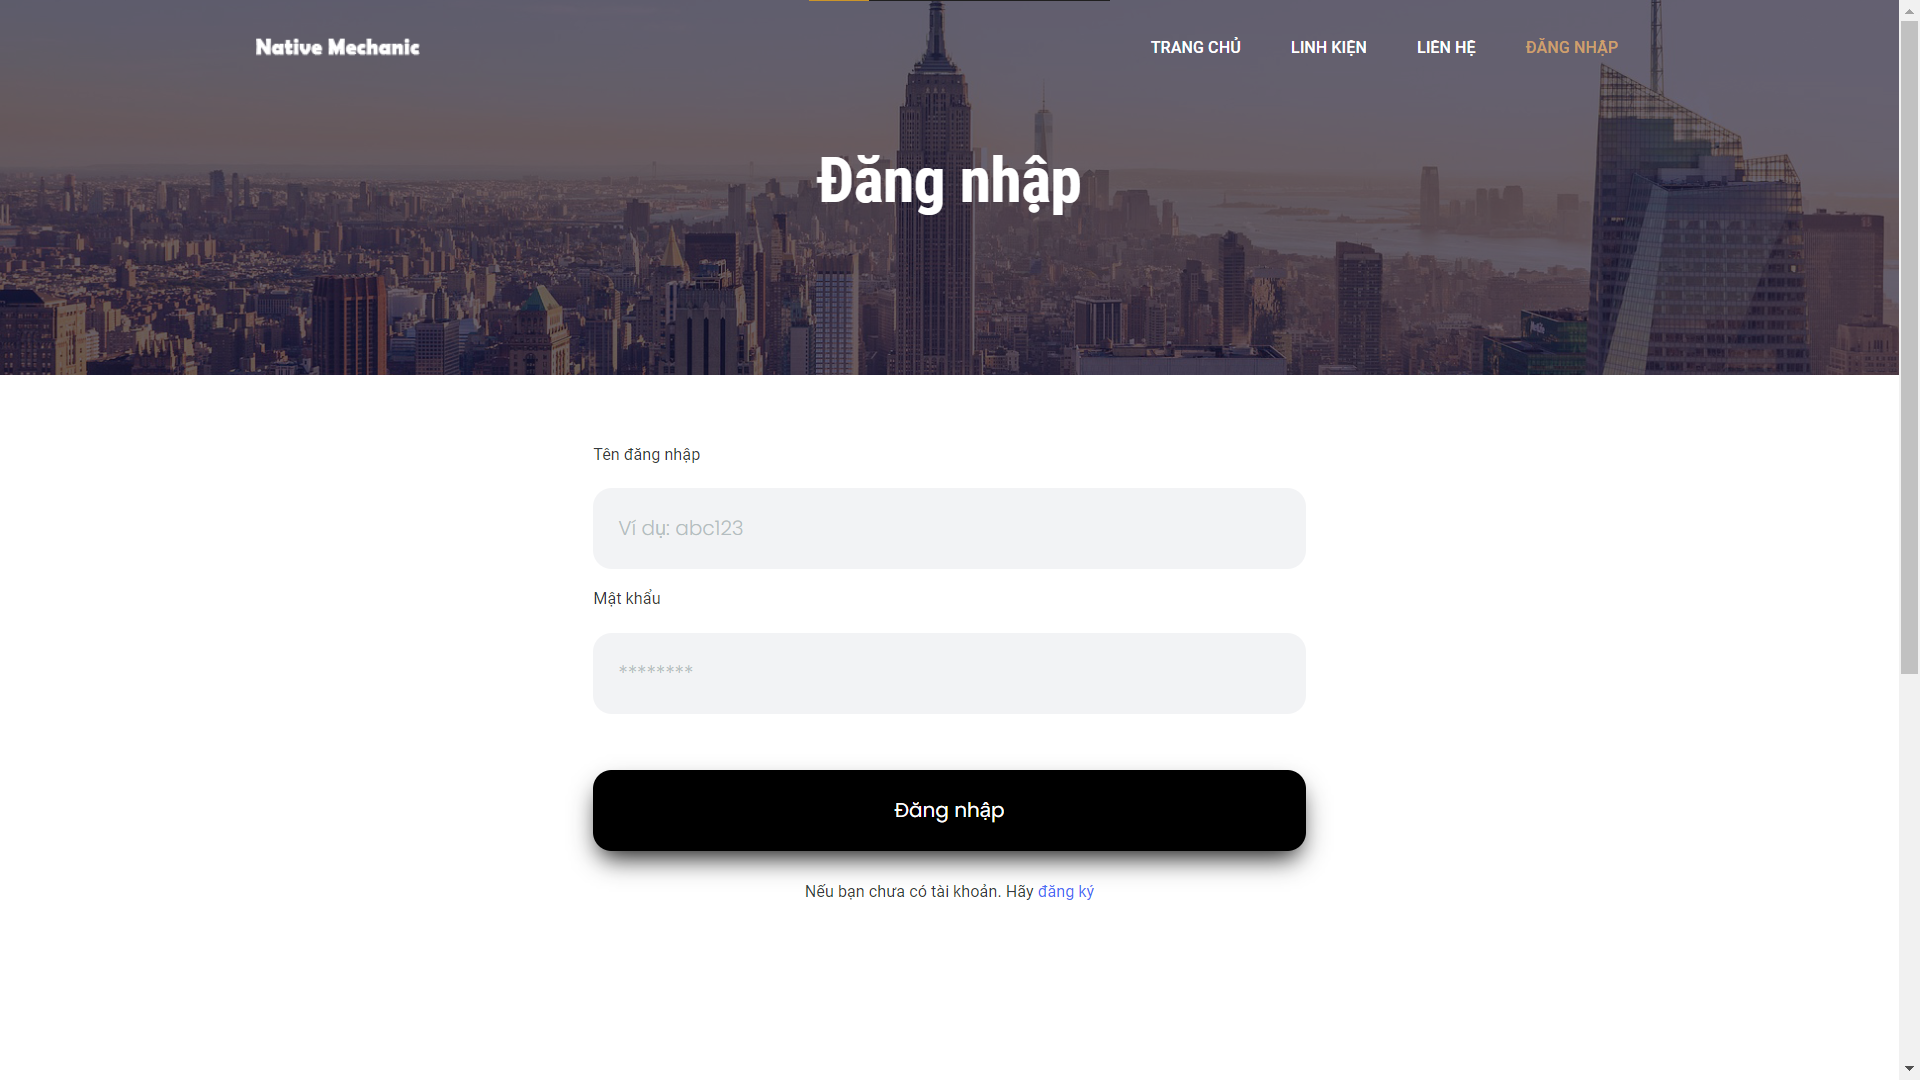 Native Mechanic
TRANG CHỦ
LINH KIỆN
LIÊN HỆ
ĐĂNG NHẬP
Đăng nhập
Tên đăng nhập
Ví dụ: abc123
Mật khẩu
********
Đăng nhập
Nếu bạn chưa có tài khoản. Hãy đăng ký